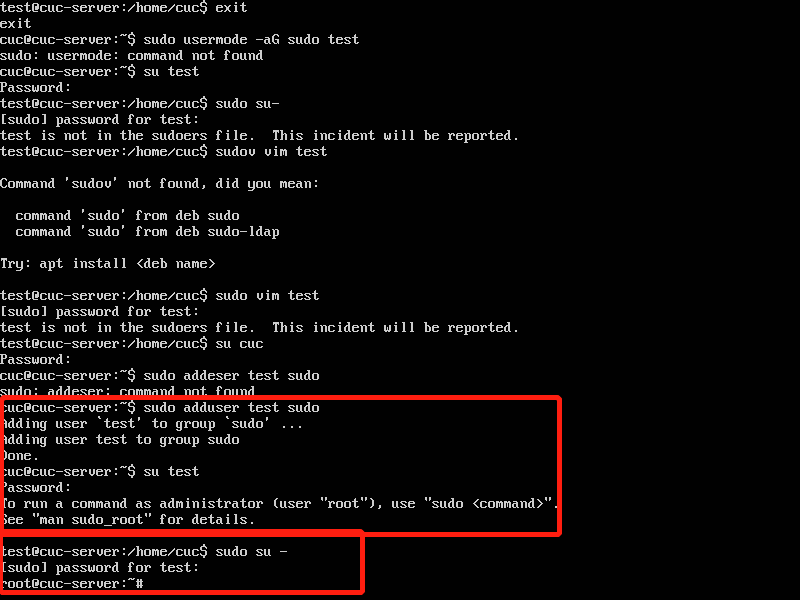 test@cuc-server:/home/cuc$ exit
exit
cuc@cuc-server:~$ sudo usermode -aG sudo test
sudo: usermode: command not found
cuc@cuc-server:~$ su test
Password:
test@cuc-server:/home/cuc$ sudo su-
[sudo] password for test:
test is not in the sudoers file.  This incident will be reported.
test@cuc-server:/home/cuc$ sudov vim test
Command 'sudov' not found, did you mean:
command 'sudo' from deb sudo
command 'sudo' from deb sudo-ldap
Try: apt install <deb name>
test@cuc-server:/home/cuc$ sudo vim test
[sudo] password for test:
test is not in the sudoers file.  This incident will be reported.
test@cuc-server:/home/cuc$ su cuc
Password:
cuc@cuc-server:~$ sudo addeser test sudo
sudo: addeser: command not found
cuc@cuc-server:~$ sudo adduser test sudo
Adding user `test' to group `sudo' ...
Adding user test to group sudo
Done.
cuc@cuc-server:~$ su test
Password:
To run a command as administrator (user "root"), use "sudo <command>".
See "man sudo_root" for details.
test@cuc-server:/home/cuc$ sudo su -
[sudo] password for test:
root@cuc-server:~#